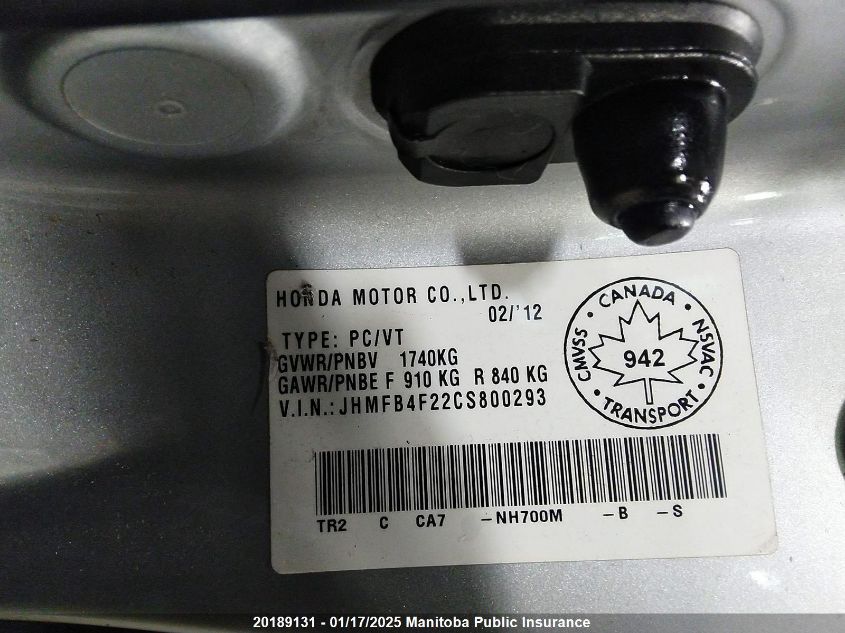 HONDA MOTOR CO.,LTD.
02/'12
TYPE: PC/VT
GVWR/PNBV 1740KG
GAWR/PNBE F 910 KG R 840 KG
V.I.N.: JHMFB4F22CS800293
CANADA
CMVSS
NSVAC
942
TRANSPORT
TR2 C CA7 -NH700M -B -S
20189131 - 01/17/2025 Manitoba Public Insurance